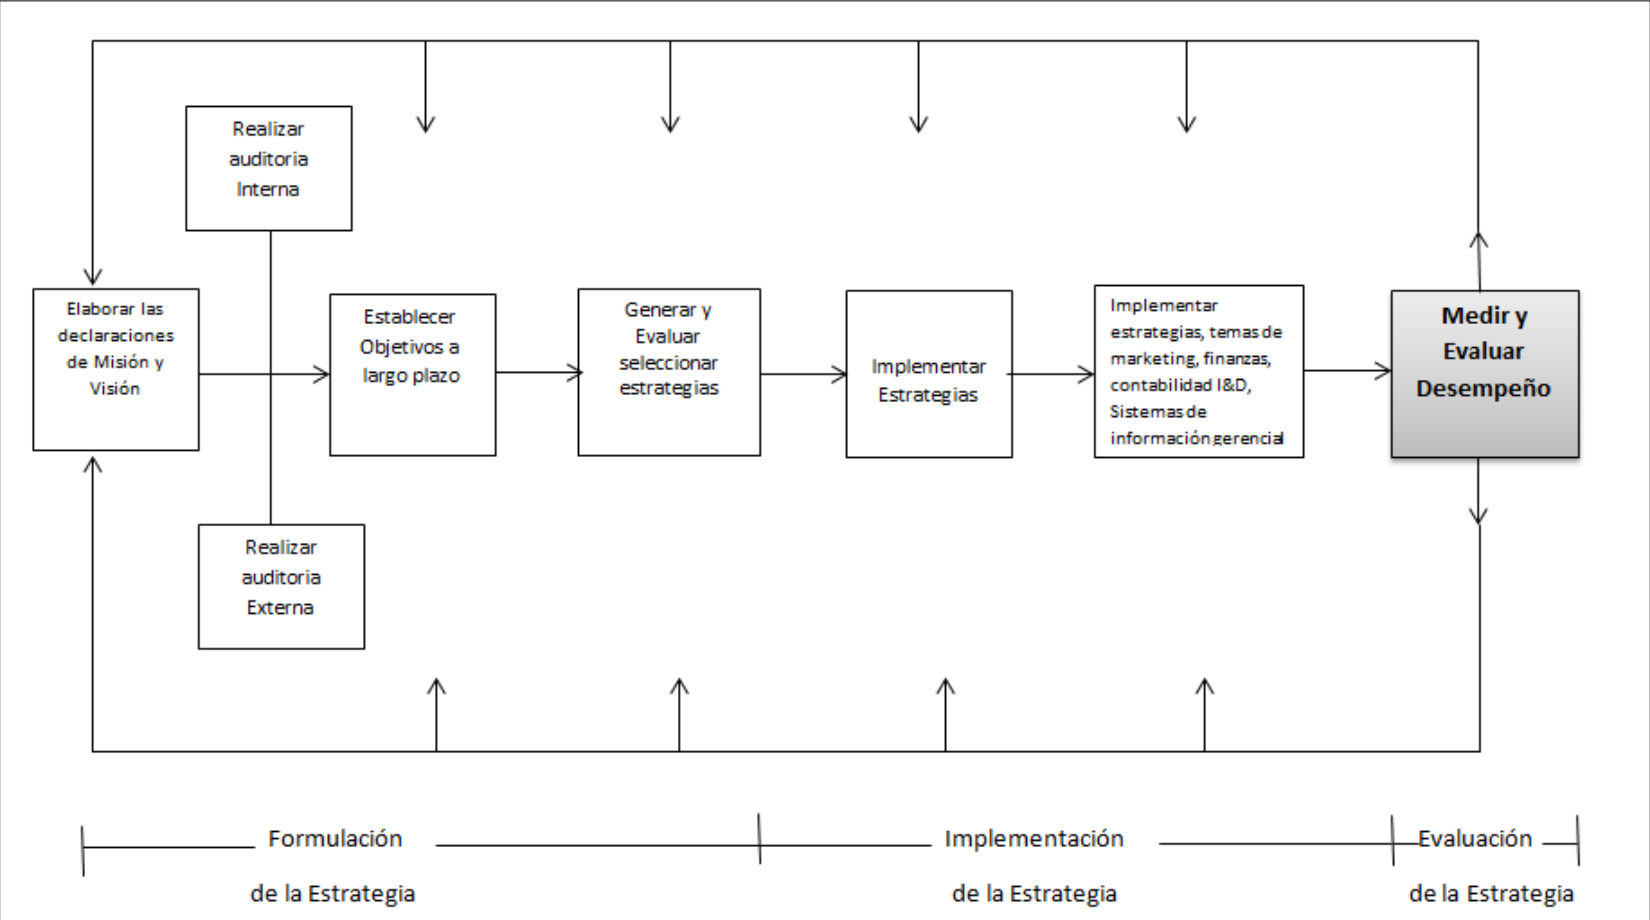 Realizar
auditoria
Interna
Elaborar las
declaraciones
de Misión y
Visión
Realizar
auditoria
Externa
Establecer
Objetivos a
largo plazo
Generar y
Evaluar
seleccionar
estrategias
Implementar
Estrategias
Implementar
estrategias, temas de
marketing, finanzas,
contabilidad I&D,
Sistemas de
información gerencial
Medir y
Evaluar
Desempeño
Formulación
de la Estrategia
Implementación
de la Estrategia
Evaluación
de la Estrategia